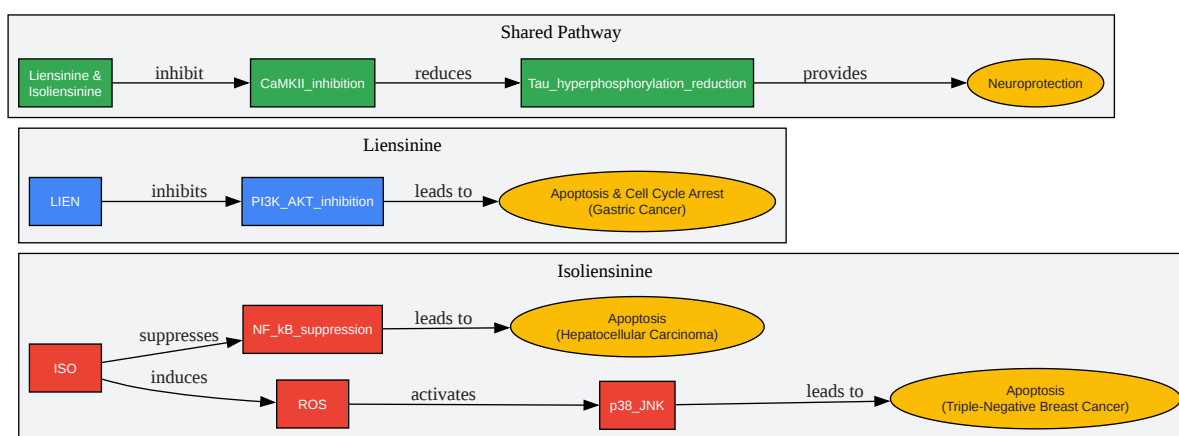 Shared Pathway
Liensinine &
Isoliensinine
inhibit
CaMKII_inhibition
reduces
Tau_hyperphosphorylation_reduction
provides
Neuroprotection
Liensinine
LIEN
inhibits
PI3K_AKT_inhibition
leads to
Apoptosis & Cell Cycle Arrest
(Gastric Cancer)
Isoliensinine
ISO
suppresses
NF_kB_suppression
leads to
Apoptosis
(Hepatocellular Carcinoma)
induces
ROS
activates
p38_JNK
leads to
Apoptosis
(Triple-Negative Breast Cancer)